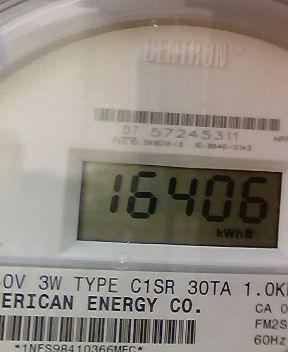 CENTRON®
07 57245311
16406
kWh
0V 3W TYPE C1SR 30TA 1.0K
ERICAN ENERGY CO.
CA 0
FM2S
60Hz
*1NFS98410366MFC*